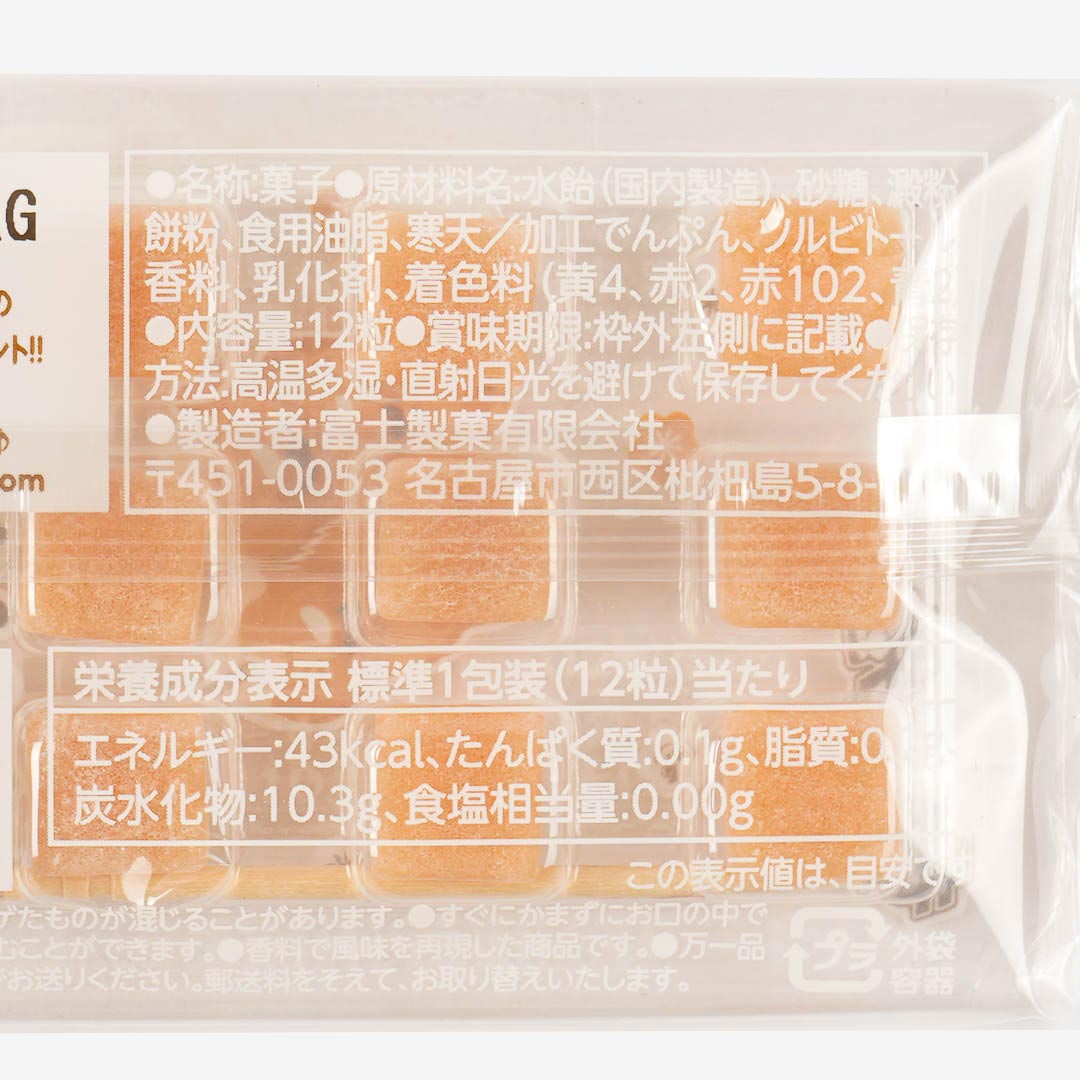 G
の
ント!!
ゆ
om
●名称:菓子●原材料名:水飴(国内製造)、砂糖、澱粉
餅粉、食用油脂、寒天／加工でんぷん、ソルビトール
香料、乳化剤、着色料(黄4、赤2、赤102、
●内容量:12粒●賞味期限:枠外左側に記載●保存
方法:高温多湿・直射日光を避けて保存してくださ
●製造者:富士製菓有限会社
〒451-0053 名古屋市西区枇杷島5-8-
栄養成分表示 標準1包装(12粒)当たり
エネルギー:43kcal、たんぱく質:0.1g、脂質:0.
炭水化物:10.3g、食塩相当量:0.00g
この表示値は、目安です
げたものが混じることがあります。●すぐにかまずにお口の中で
むことができます。●香料で風味を再現した商品です。●万一品
でお送りください。郵送料をそえて、お取り替えいたします。
プラ
外袋
容器